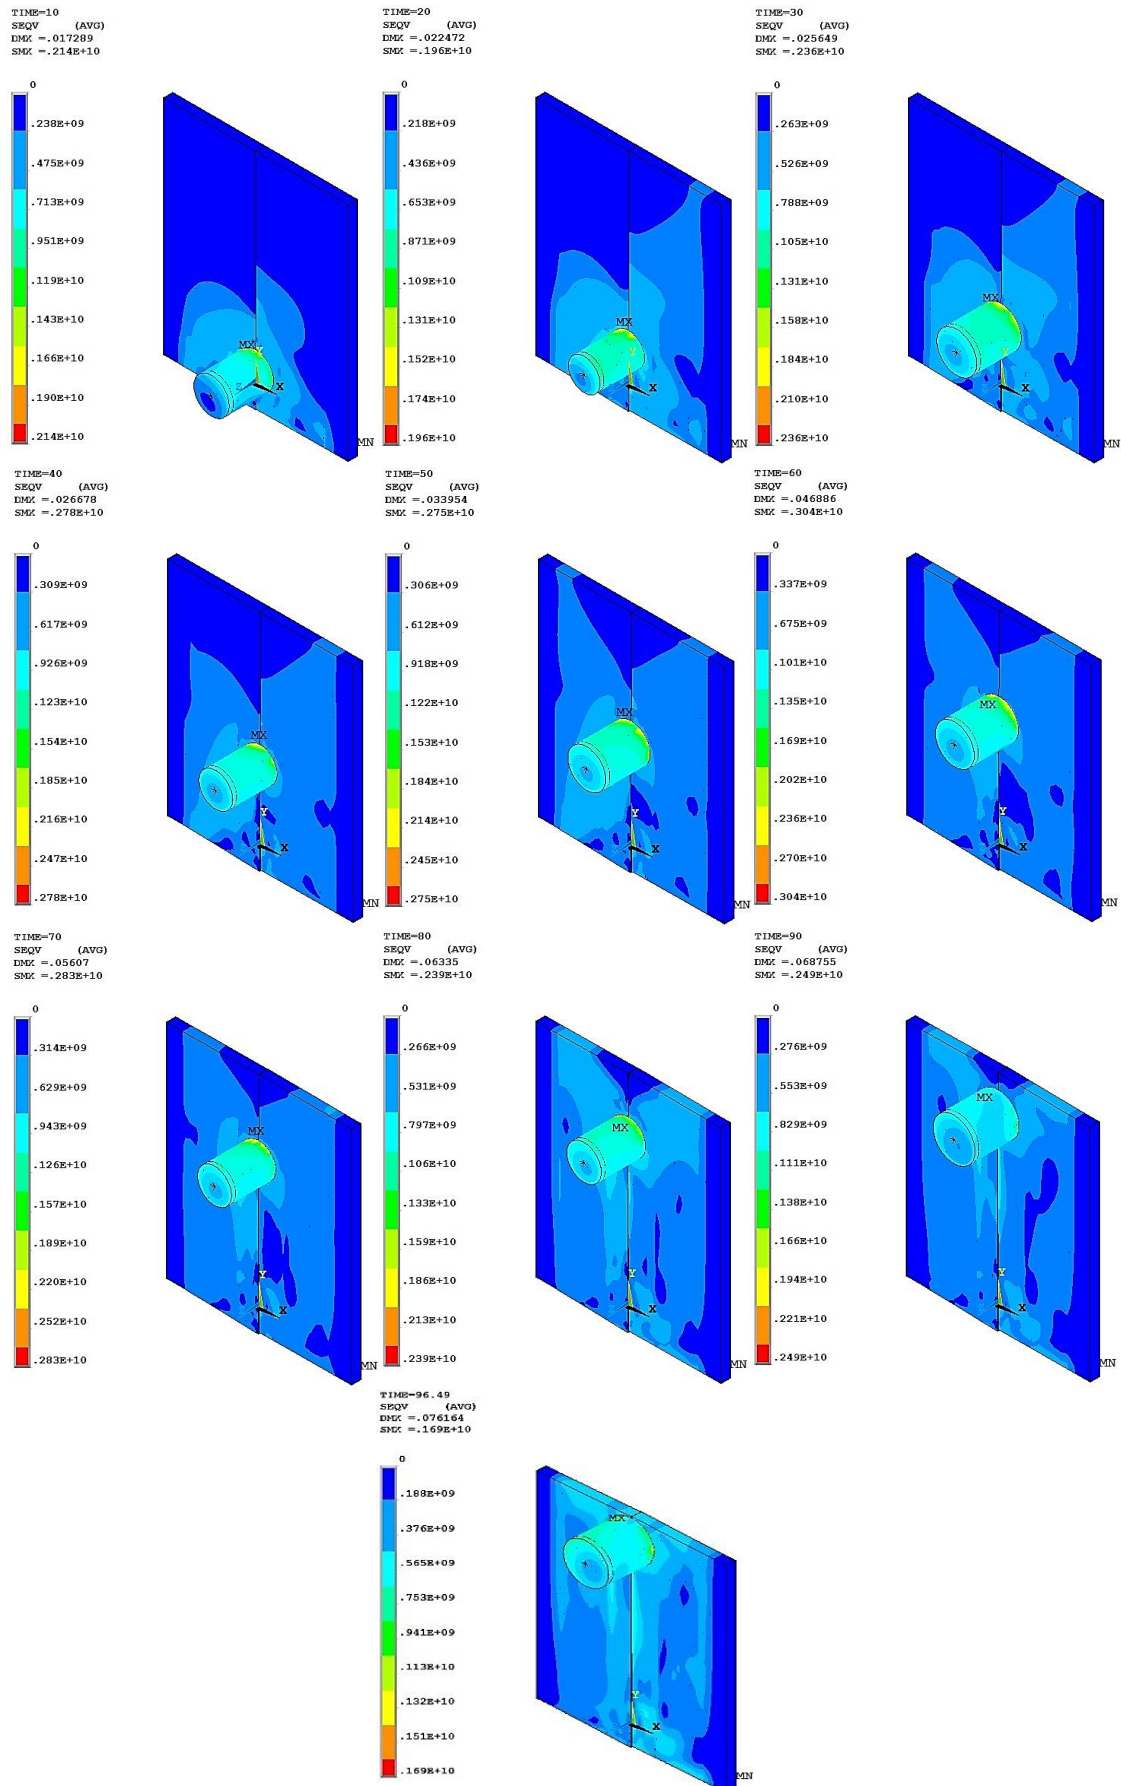 TIME=10
SEQV (AVG)
DMX =.017289
SMX =.214E+10
0
.238E+09
.475E+09
.713E+09
.951E+09
.119E+10
.143E+10
.166E+10
.190E+10
.214E+10
MX
Y
Z
X
MN
TIME=20
SEQV (AVG)
DMX =.022472
SMX =.196E+10
0
.218E+09
.436E+09
.653E+09
.871E+09
.109E+10
.131E+10
.152E+10
.174E+10
.196E+10
MX
Y
X
MN
TIME=30
SEQV (AVG)
DMX =.025649
SMX =.236E+10
0
.263E+09
.526E+09
.788E+09
.105E+10
.131E+10
.158E+10
.184E+10
.210E+10
.236E+10
MX
Y
X
MN
TIME=40
SEQV (AVG)
DMX =.026678
SMX =.278E+10
0
.309E+09
.617E+09
.926E+09
.123E+10
.154E+10
.185E+10
.216E+10
.247E+10
.278E+10
MX
Y
X
MN
TIME=50
SEQV (AVG)
DMX =.033954
SMX =.275E+10
0
.306E+09
.612E+09
.918E+09
.122E+10
.153E+10
.184E+10
.214E+10
.245E+10
.275E+10
MX
Y
X
MN
TIME=60
SEQV (AVG)
DMX =.046886
SMX =.304E+10
0
.337E+09
.675E+09
.101E+10
.135E+10
.169E+10
.202E+10
.236E+10
.270E+10
.304E+10
MX
Y
X
MN
TIME=70
SEQV (AVG)
DMX =.05607
SMX =.283E+10
0
.314E+09
.629E+09
.943E+09
.126E+10
.157E+10
.189E+10
.220E+10
.252E+10
.283E+10
MX
Y
Z
X
MN
TIME=80
SEQV (AVG)
DMX =.06335
SMX =.239E+10
0
.266E+09
.531E+09
.797E+09
.106E+10
.133E+10
.159E+10
.186E+10
.213E+10
.239E+10
MX
Y
Z
X
MN
TIME=90
SEQV (AVG)
DMX =.068755
SMX =.249E+10
0
.276E+09
.553E+09
.829E+09
.111E+10
.138E+10
.166E+10
.194E+10
.221E+10
.249E+10
MX
Y
Z
X
MN
TIME=96.49
SEQV (AVG)
DMX =.076164
SMX =.169E+10
0
.188E+09
.376E+09
.565E+09
.753E+09
.941E+09
.113E+10
.132E+10
.151E+10
.169E+10
MX
Y
X
MN